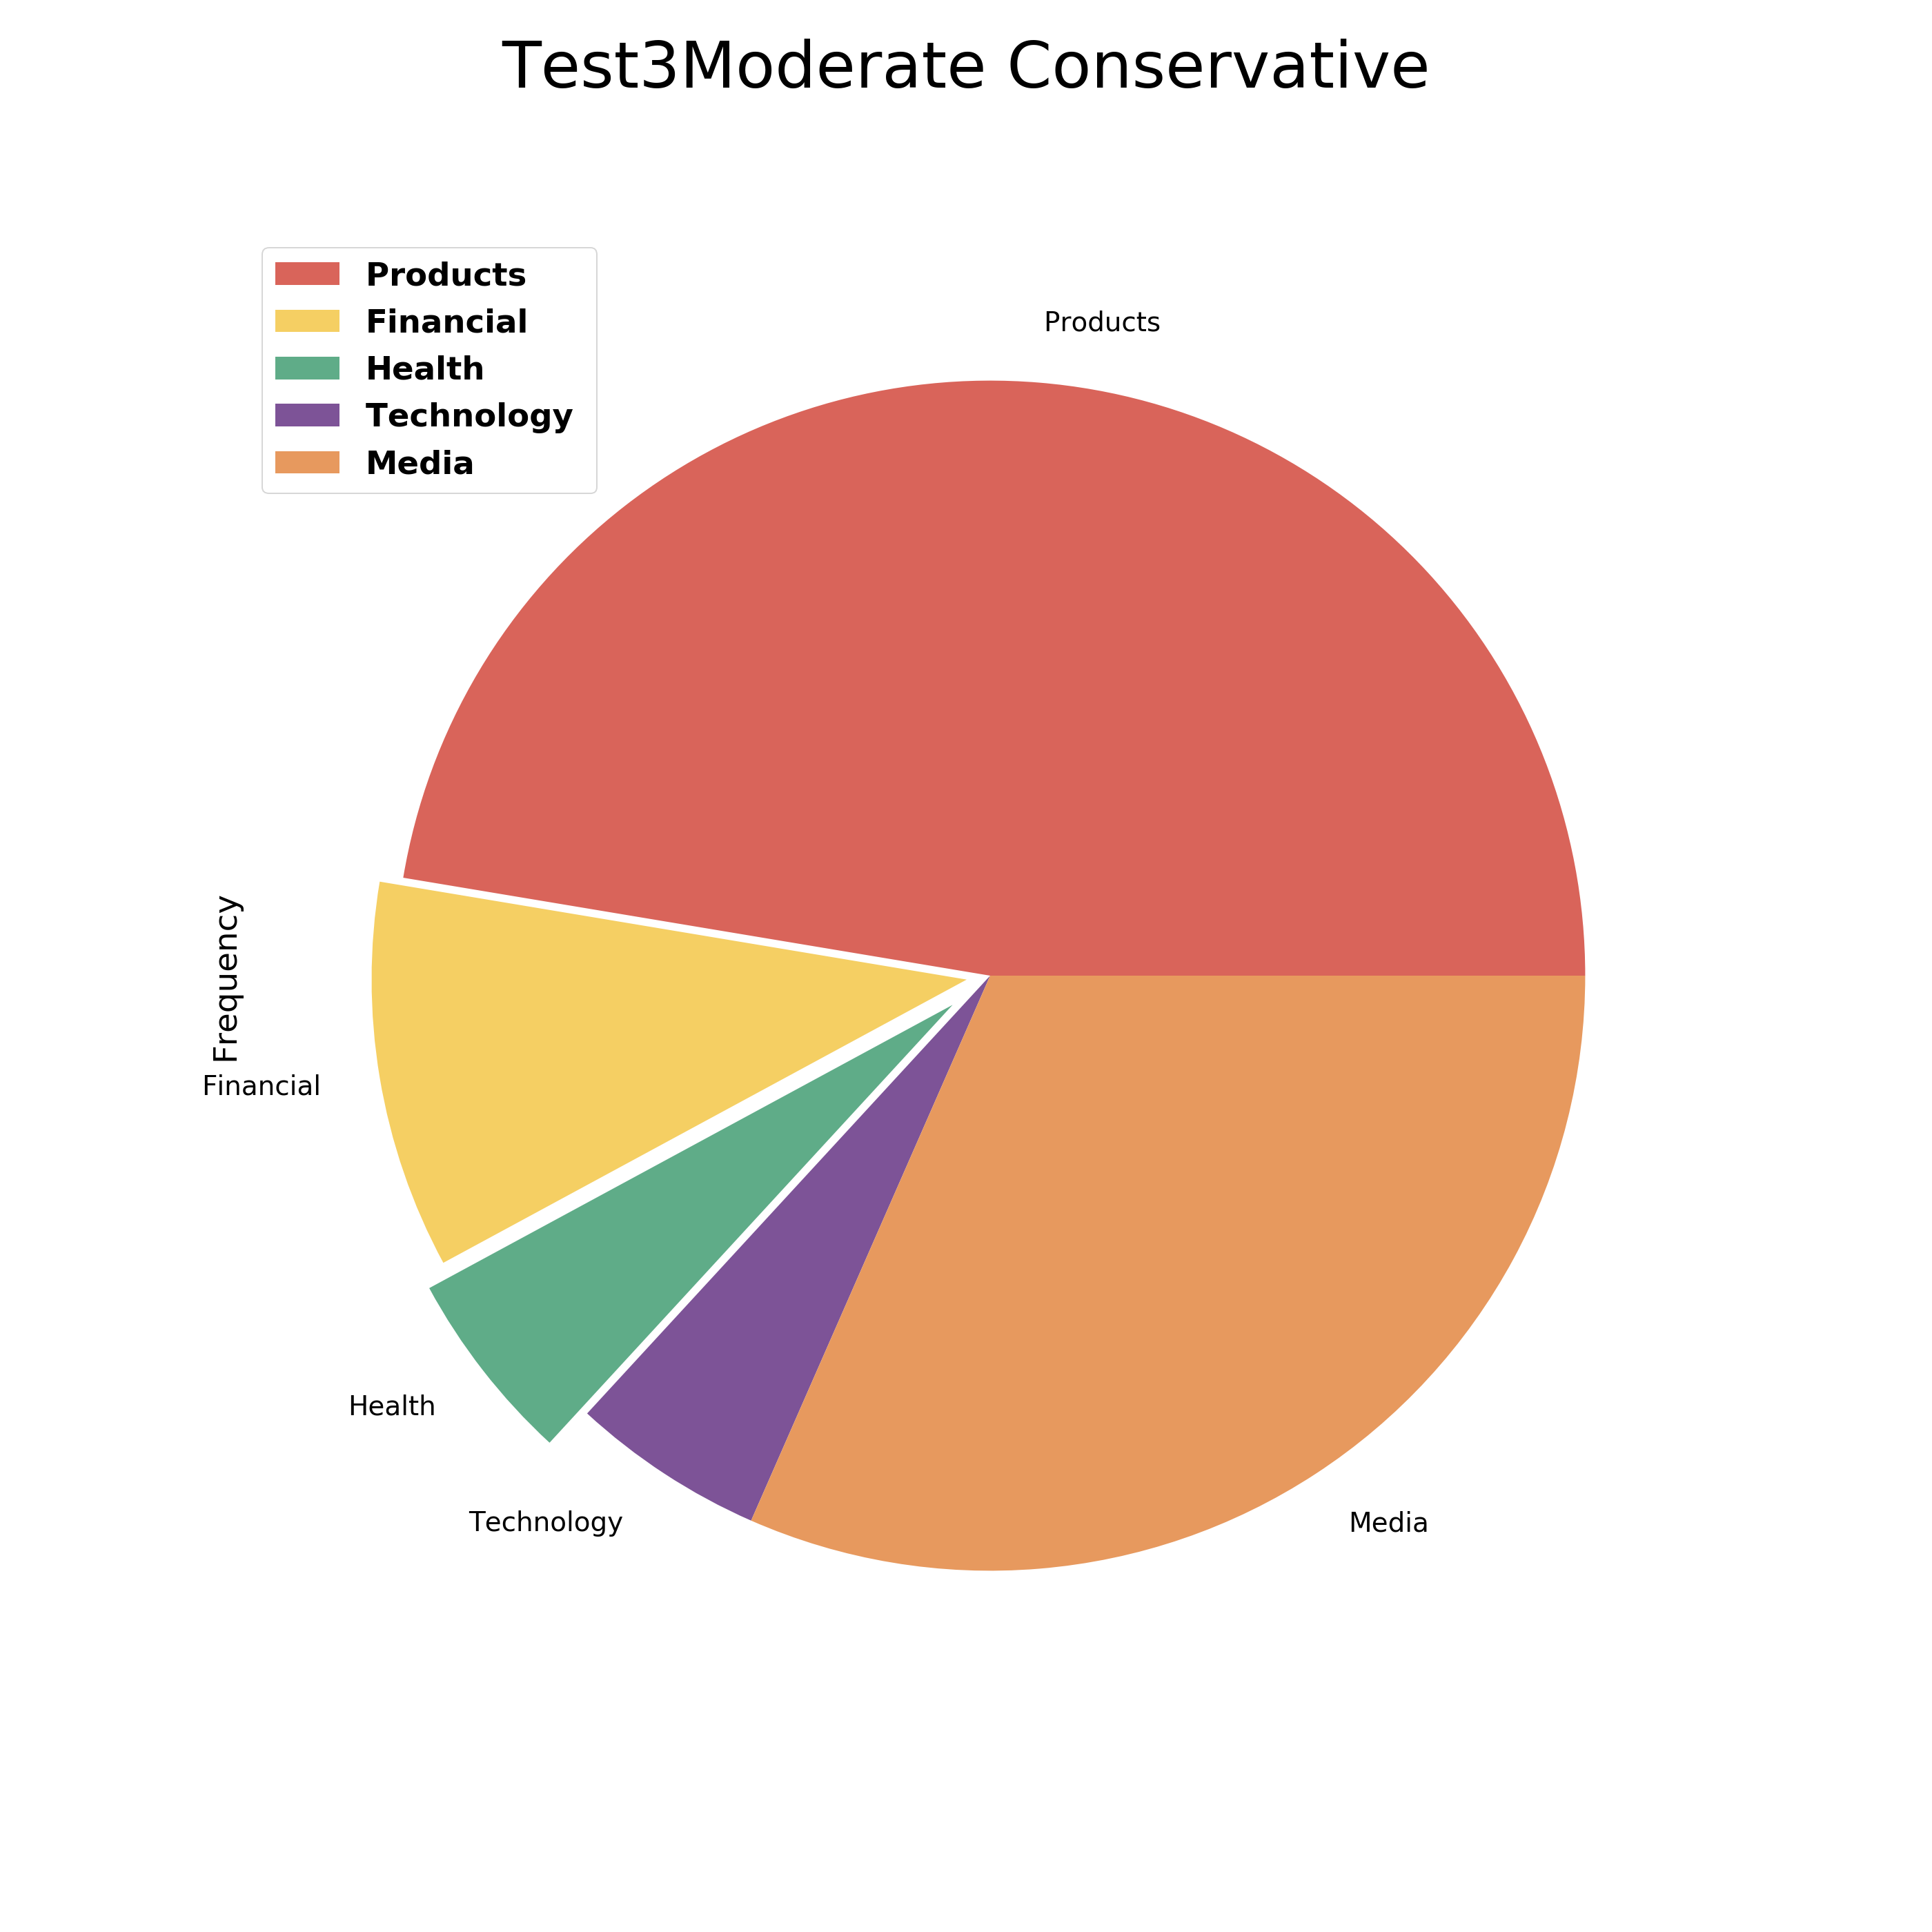 Test3Moderate Conservative
Products
Financial
Health
Technology
Media
Products
Frequency
Financial
Health
Technology
Media